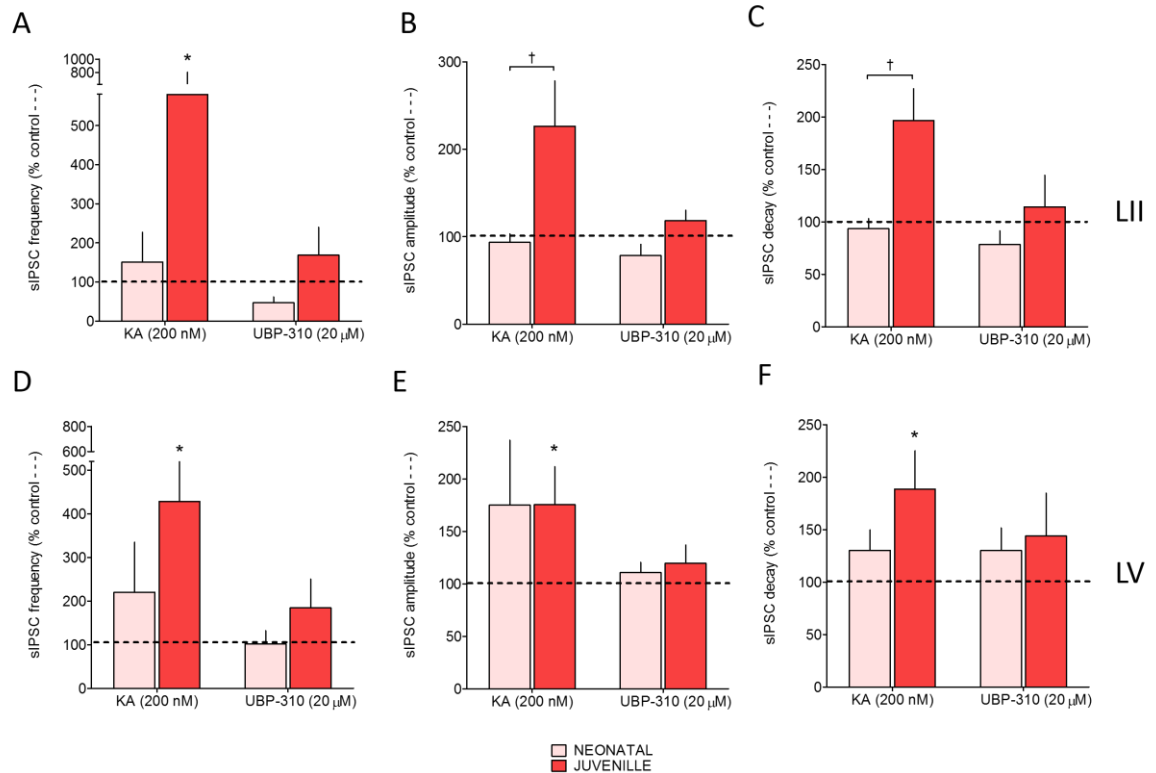 A
sIPSC frequency (% control - - -)
1000
800
500
400
300
200
100
0
*
KA (200 nM)
UBP-310 (20 μM)
B
sIPSC amplitude (% control - - -)
300
200
100
0
†
KA (200 nM)
UBP-310 (20 μM)
C
sIPSC decay (% control - - -)
250
200
150
100
50
0
†
KA (200 nM)
UBP-310 (20 μM)
LII
D
sIPSC frequency (% control - - -)
800
600
500
400
300
200
100
0
*
KA (200 nM)
UBP-310 (20 μM)
E
sIPSC amplitude (% control - - -)
250
200
150
100
50
0
*
KA (200 nM)
UBP-310 (20 μM)
F
sIPSC decay (% control - - -)
250
200
150
100
50
0
*
KA (200 nM)
UBP-310 (20 μM)
LV
NEONATAL
JUVENILLE